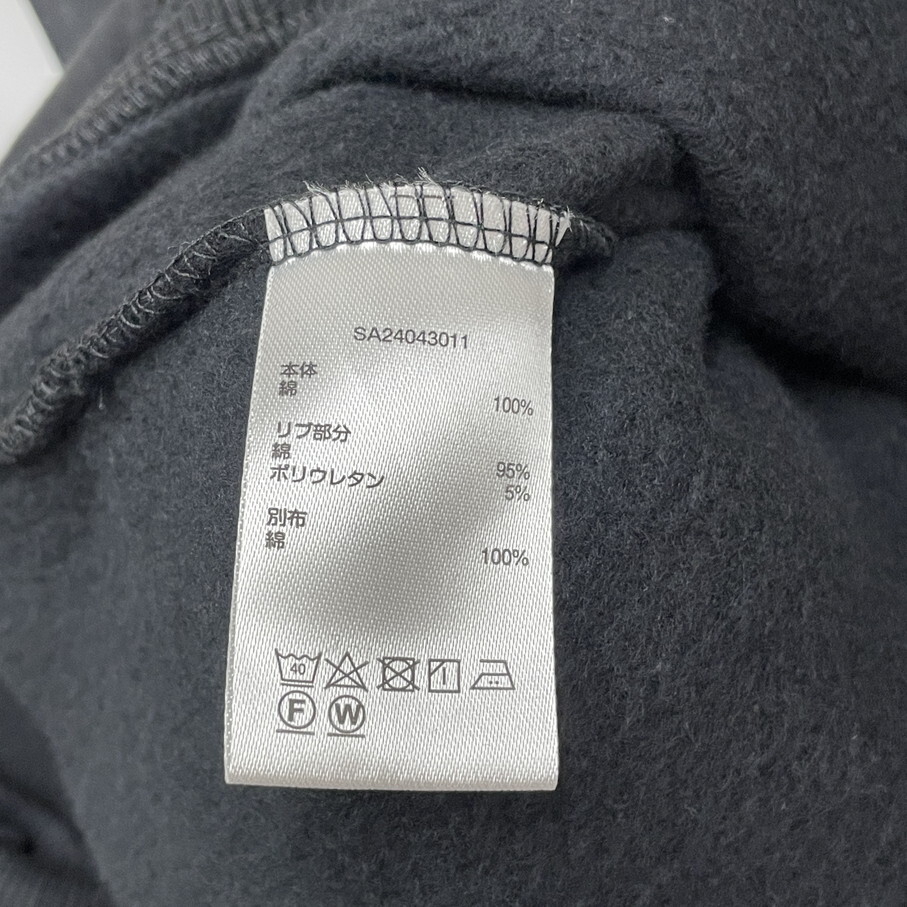 SA24043011
本体
綿 100%
リブ部分
綿 95%
ポリウレタン 5%
別布
綿 100%
40
F W